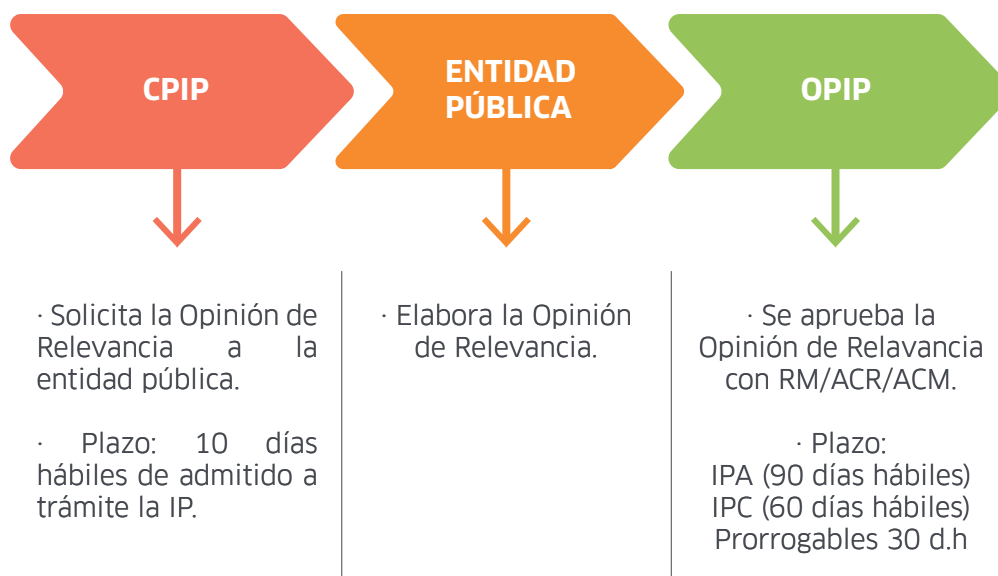 CPIP
ENTIDAD
PÚBLICA
OPIP
· Solicita la Opinión de
Relevancia a la
entidad pública.
· Plazo: 10 días
hábiles de admitido a
trámite la IP.
· Elabora la Opinión
de Relevancia.
· Se aprueba la
Opinión de Relavancia
con RM/ACR/ACM.
· Plazo:
IPA (90 días hábiles)
IPC (60 días hábiles)
Prorrogables 30 d.h